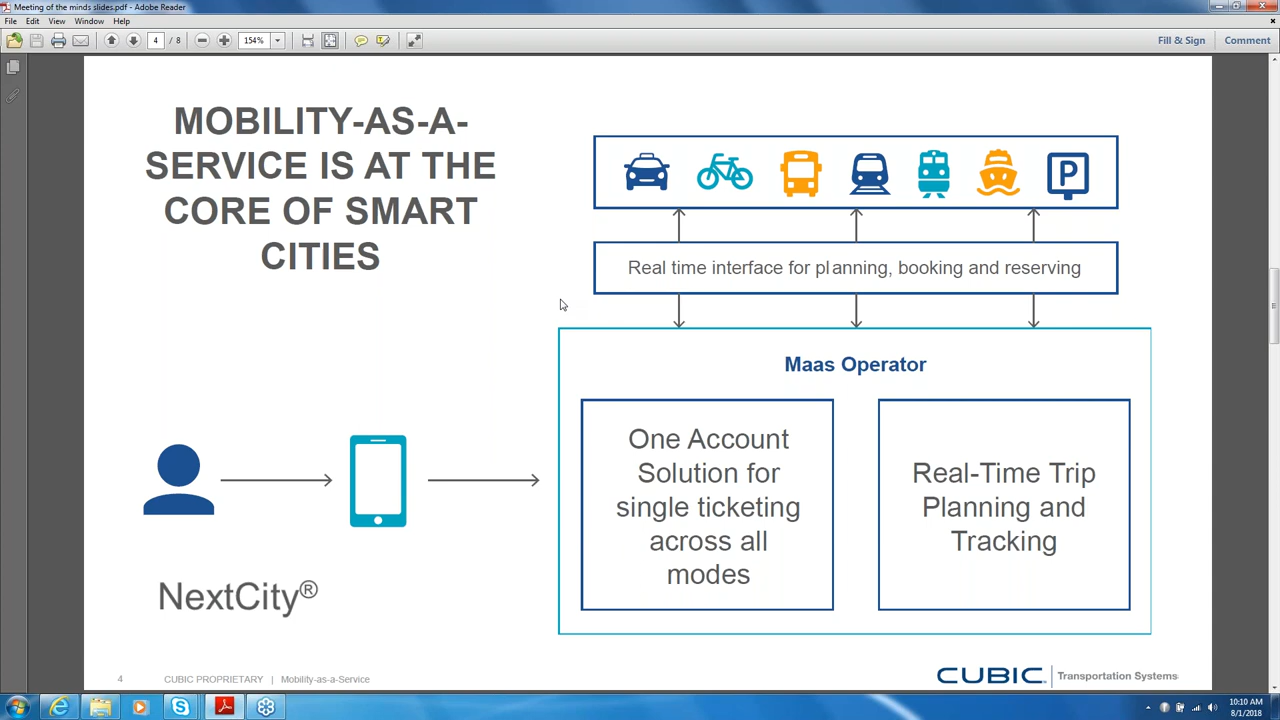 Meeting of the minds slides.pdf - Adobe Reader
File Edit View Window Help
4 / 8 154% Fill & Sign Comment
MOBILITY-AS-A-
SERVICE IS AT THE
CORE OF SMART
CITIES
P
Real time interface for planning, booking and reserving
Maas Operator
One Account
Solution for
single ticketing
across all
modes
Real-Time Trip
Planning and
Tracking
NextCity®
4 CUBIC PROPRIETARY | Mobility-as-a-Service
CUBIC Transportation Systems
10:10 AM
8/1/2018